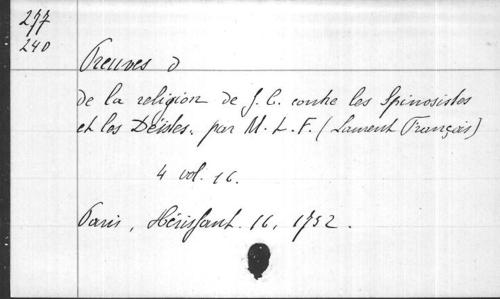 277
240
Preuves d
de la religion de J. C. contre les Spinosistes
et les Déistes. par M. L. F. (Laurent François)
4 vol. 16.
Paris, Hérissant. 16. 1752.